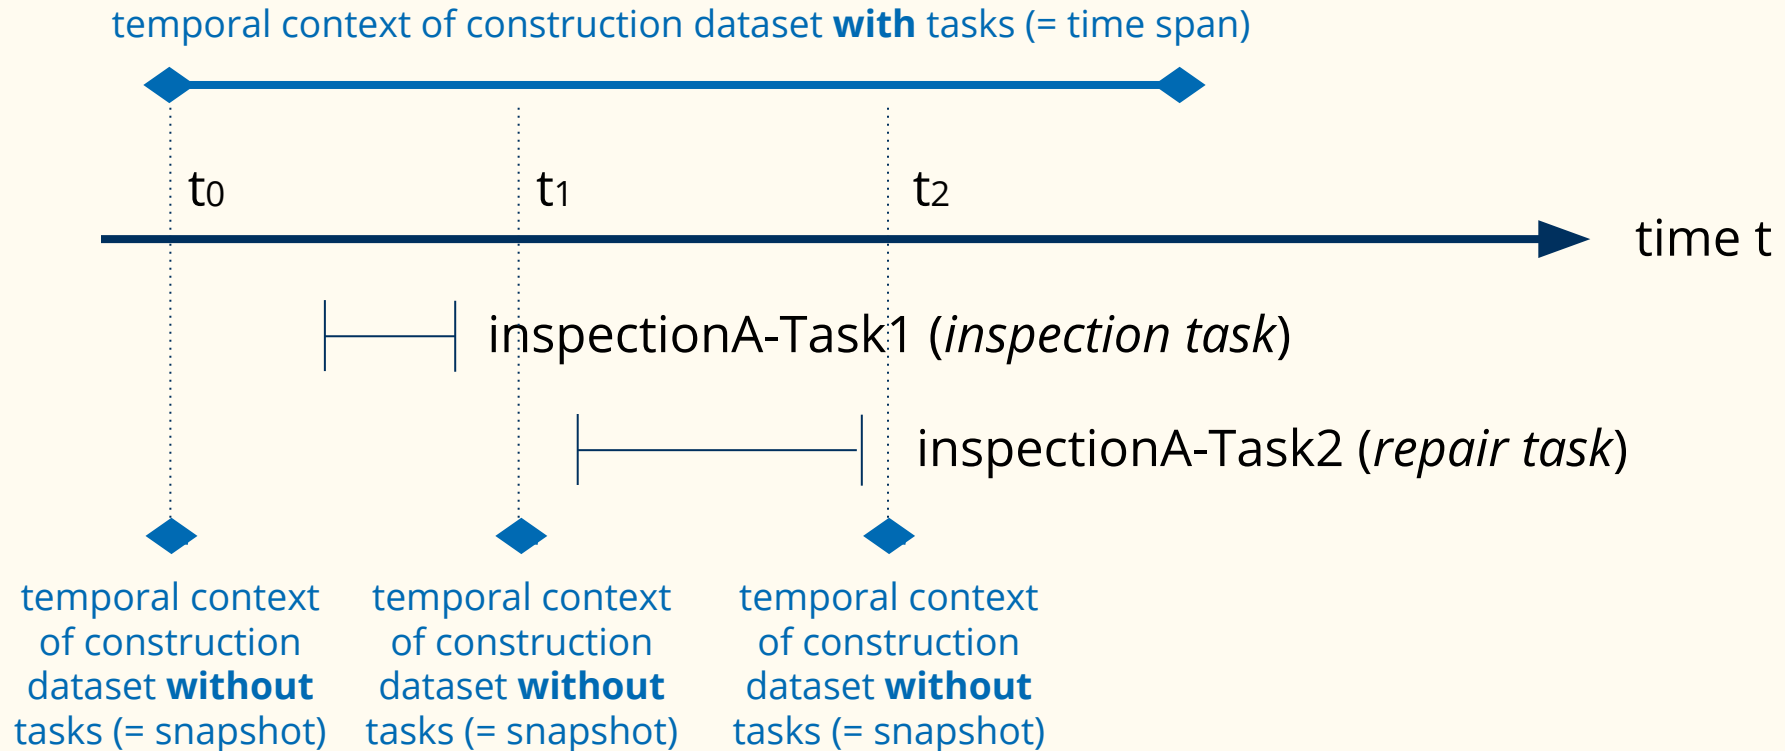 temporal context of construction dataset with tasks (= time span)
t0
t1
t2
time t
inspectionA-Task1 (inspection task)
inspectionA-Task2 (repair task)
temporal context
of construction
dataset without
tasks (= snapshot)
temporal context
of construction
dataset without
tasks (= snapshot)
temporal context
of construction
dataset without
tasks (= snapshot)